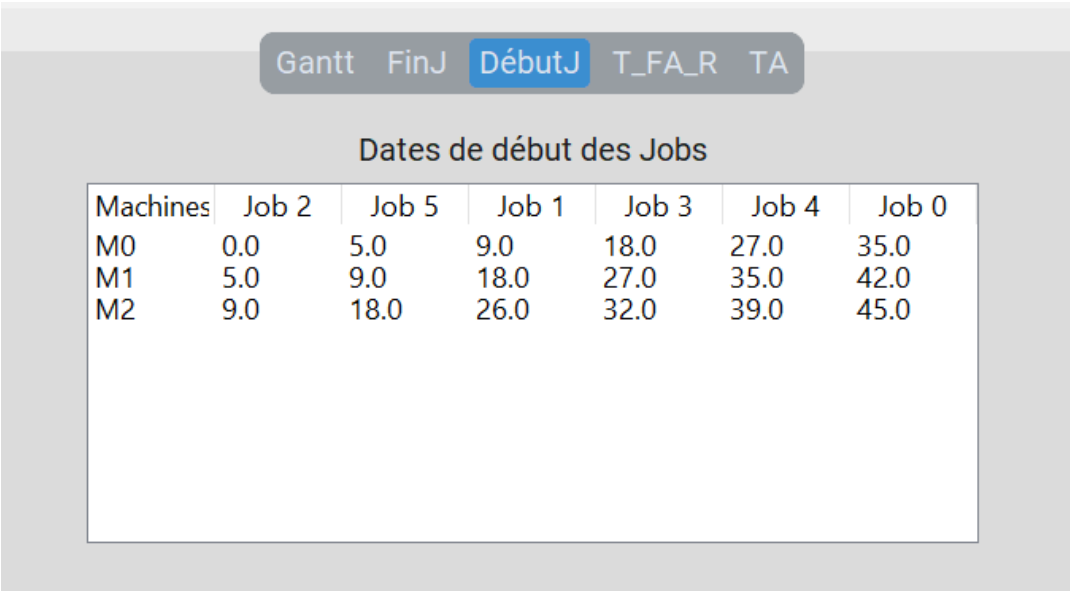 Gantt FinJ DébutJ T_FA_R TA
Dates de début des Jobs
Machines Job 2 Job 5 Job 1 Job 3 Job 4 Job 0
M0 0.0 5.0 9.0 18.0 27.0 35.0
M1 5.0 9.0 18.0 27.0 35.0 42.0
M2 9.0 18.0 26.0 32.0 39.0 45.0